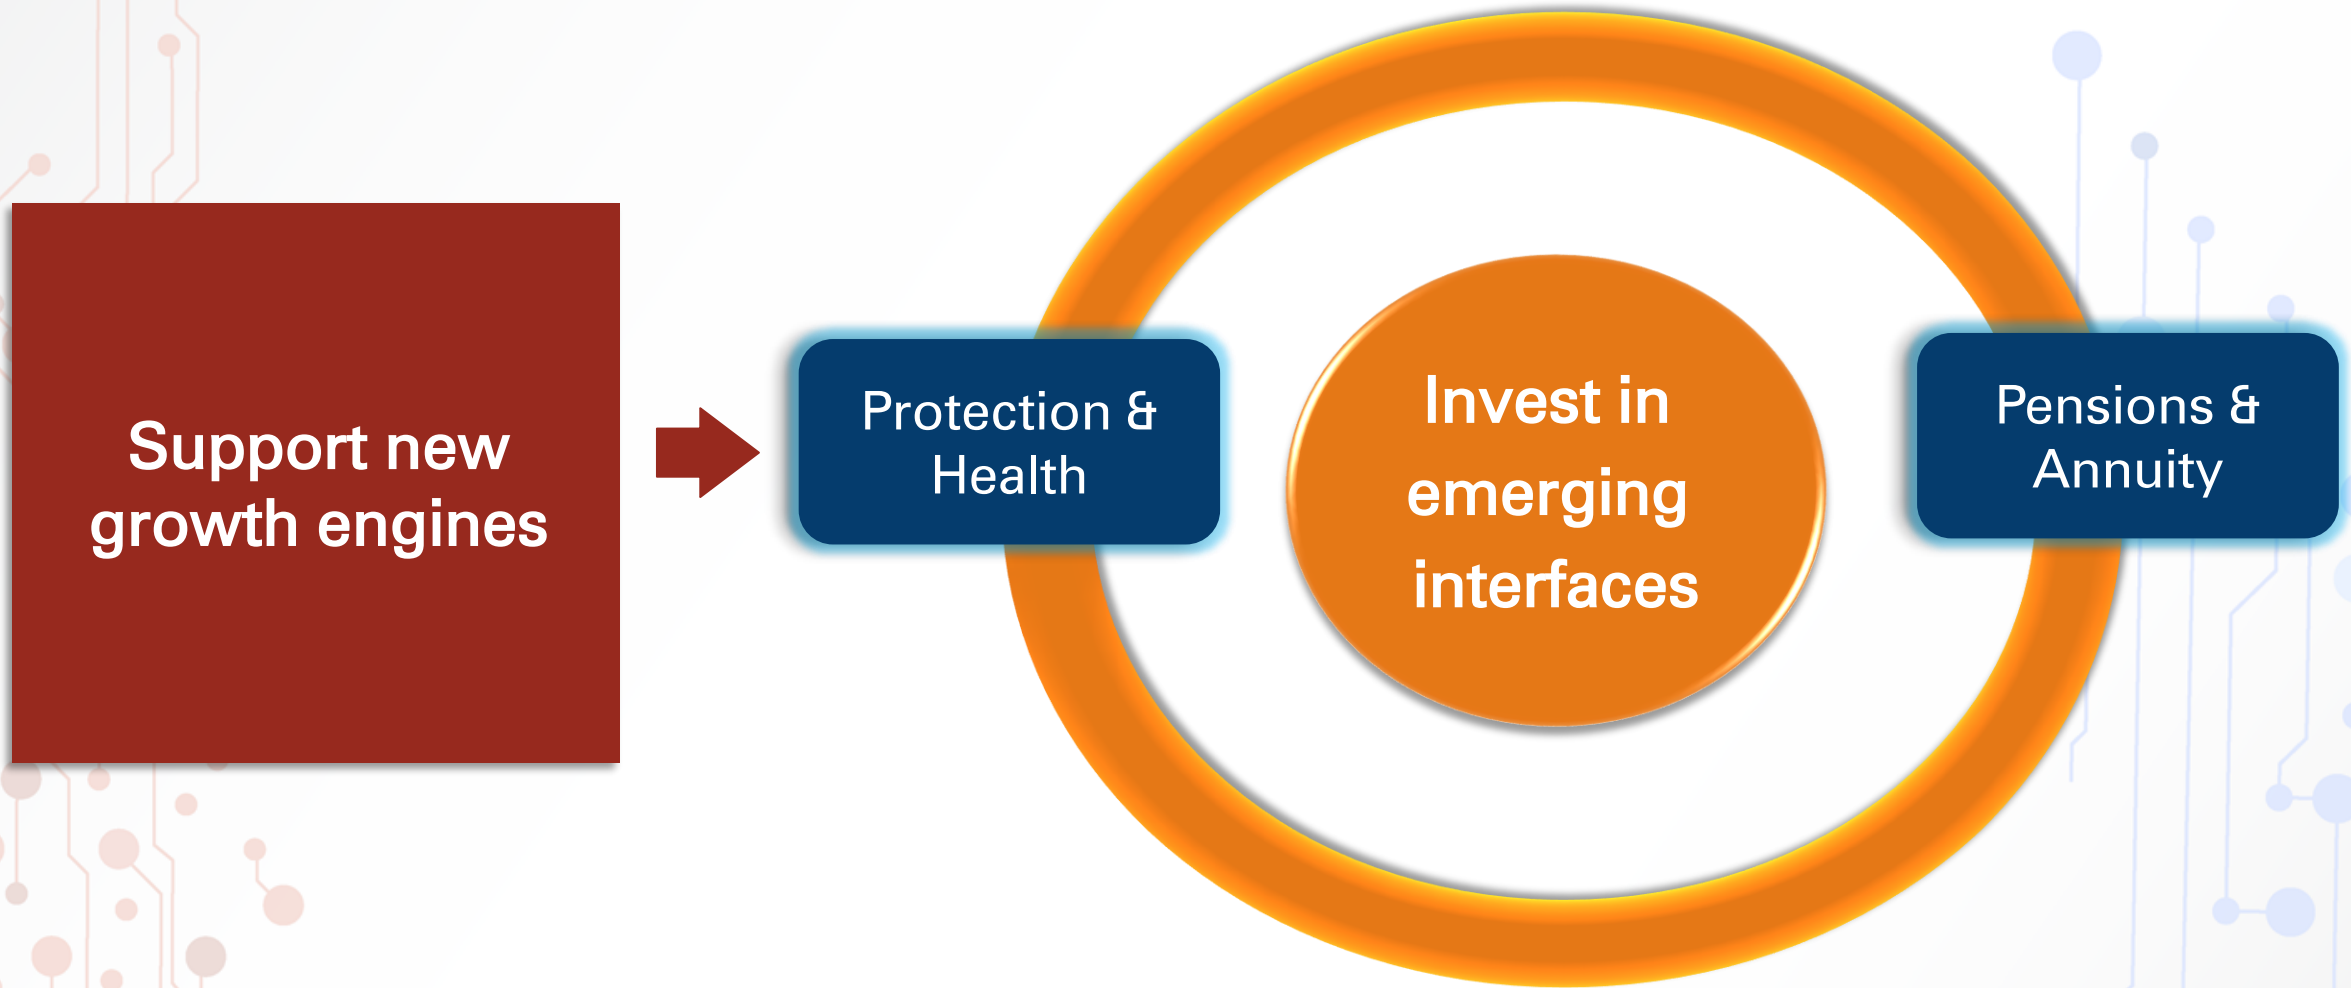 Support new
growth engines
Protection &
Health
Invest in
emerging
interfaces
Pensions &
Annuity